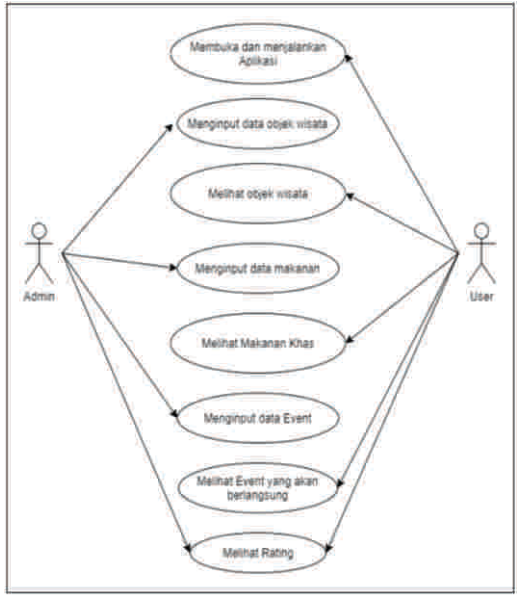 Membuka dan menjalankan
Aplikasi
Menginput data objek wisata
Melihat objek wisata
Admin
User
Menginput data makanan
Melihat Makanan Khas
Menginput data Event
Melihat Event yang akan
berlangsung
Melihat Rating